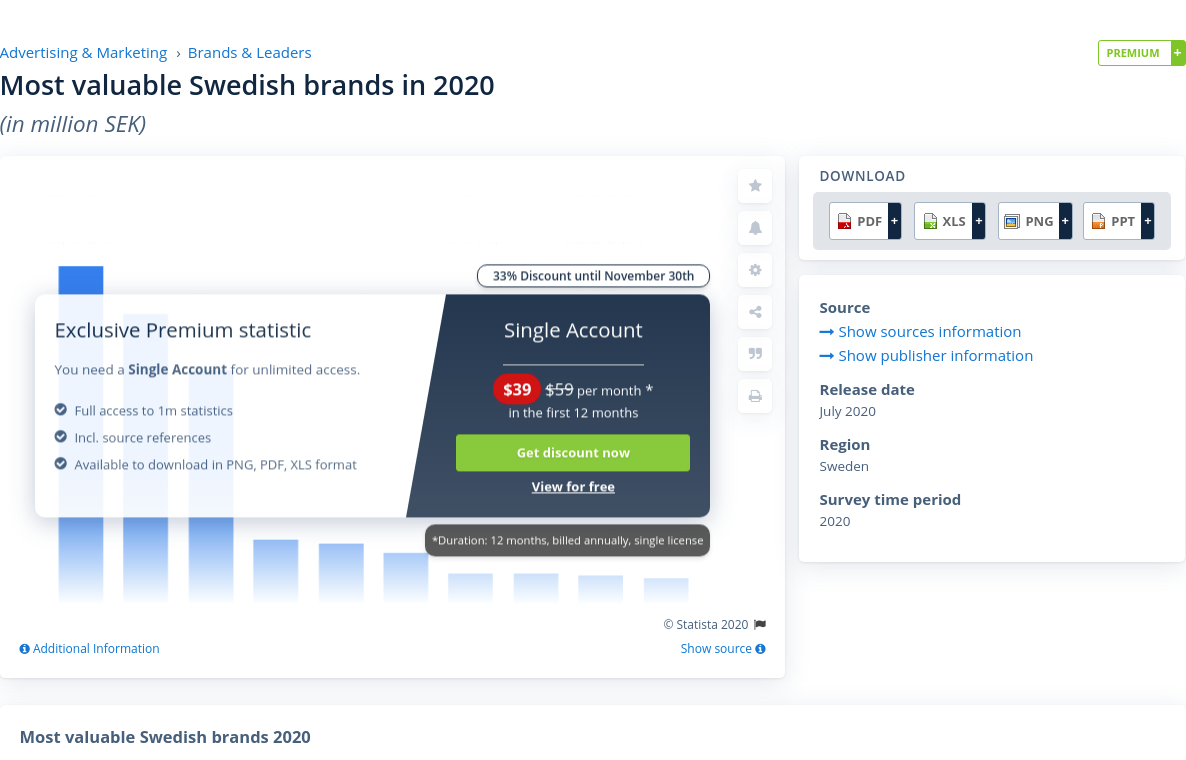 Advertising & Marketing › Brands & Leaders
PREMIUM +
Most valuable Swedish brands in 2020
(in million SEK)
33% Discount until November 30th
Exclusive Premium statistic
You need a Single Account for unlimited access.
Full access to 1m statistics
Incl. source references
Available to download in PNG, PDF, XLS format
Single Account
$39 $59 per month *
in the first 12 months
Get discount now
View for free
*Duration: 12 months, billed annually, single license
© Statista 2020
Additional Information
Show source
DOWNLOAD
PDF + XLS + PNG + PPT +
Source
Show sources information
Show publisher information
Release date
July 2020
Region
Sweden
Survey time period
2020
Most valuable Swedish brands 2020